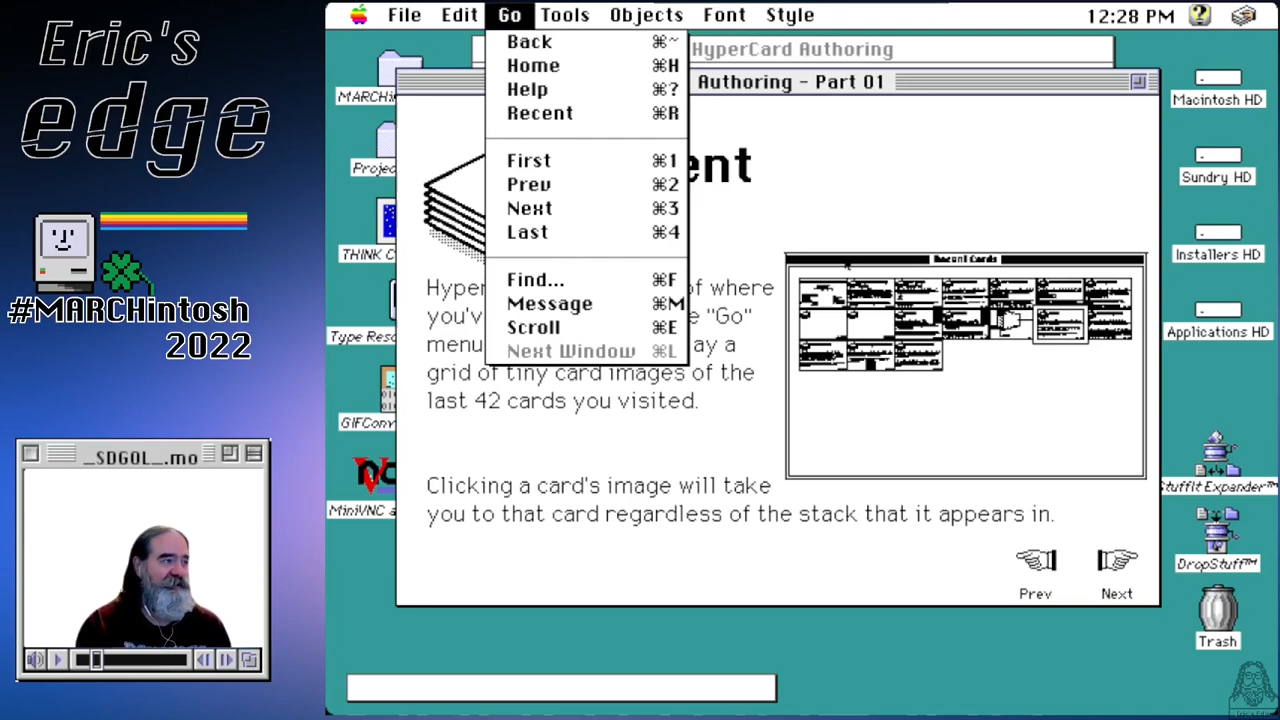 Eric's
edge
#MARCHintosh
2022
_SDGOL_.mo
File Edit Go Tools Objects Font Style
12:28 PM
HyperCard Authoring
Authoring - Part 01
Back ⌘~
Home ⌘H
Help ⌘?
Recent ⌘R
First ⌘1
Prev ⌘2
Next ⌘3
Last ⌘4
Find... ⌘F
Message ⌘M
Scroll ⌘E
Next Window ⌘L
ent
Hyper of where
you'v e "Go"
menu ay a
grid of tiny card images of the
last 42 cards you visited.
Recent Cards
Clicking a card's image will take
you to that card regardless of the stack that it appears in.
Prev
Next
MARCHin
Projec
THINK C
Type Reso
GIFConv
MiniVNC a
Macintosh HD
Sundry HD
Installers HD
Applications HD
StuffIt Expander™
DropStuff™
Trash